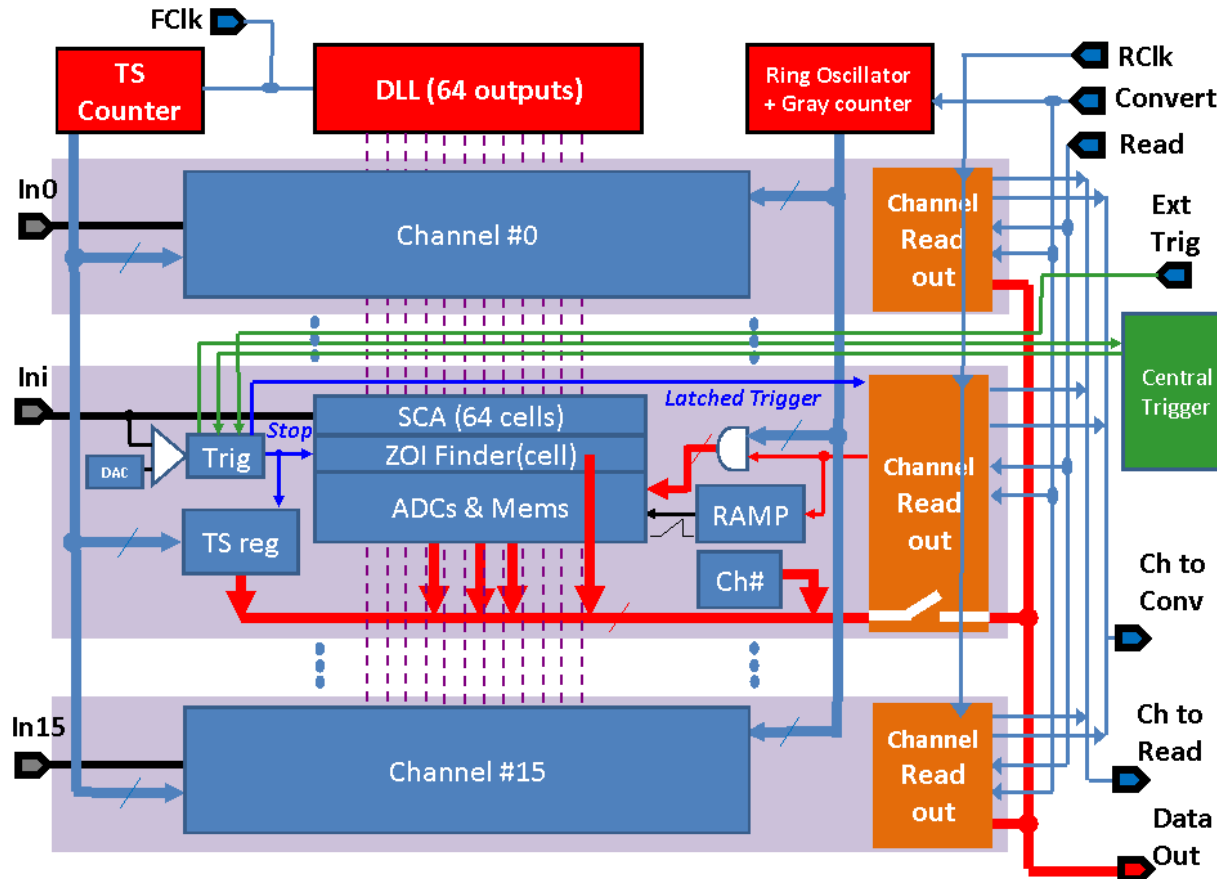 FClk
TS
Counter
DLL (64 outputs)
Ring Oscillator
+ Gray counter
RClk
Convert
Read
In0
Channel #0
Channel
Read
out
Ext
Trig
Ini
SCA (64 cells)
Latched Trigger
Stop
Trig
DAC
ZOI Finder(cell)
ADCs & Mems
RAMP
Channel
Read
out
Central
Trigger
TS reg
Ch#
Ch to
Conv
In15
Channel #15
Channel
Read
out
Ch to
Read
Data
Out